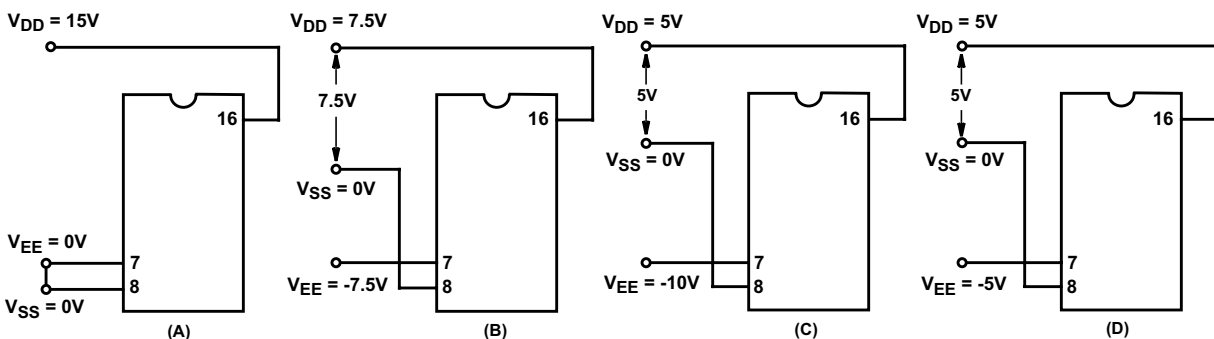 V_DD = 15V
16
V_EE = 0V
7
8
V_SS = 0V
(A)
V_DD = 7.5V
7.5V
16
V_SS = 0V
7
V_EE = -7.5V
8
(B)
V_DD = 5V
5V
16
V_SS = 0V
7
V_EE = -10V
8
(C)
V_DD = 5V
5V
16
V_SS = 0V
7
V_EE = -5V
8
(D)